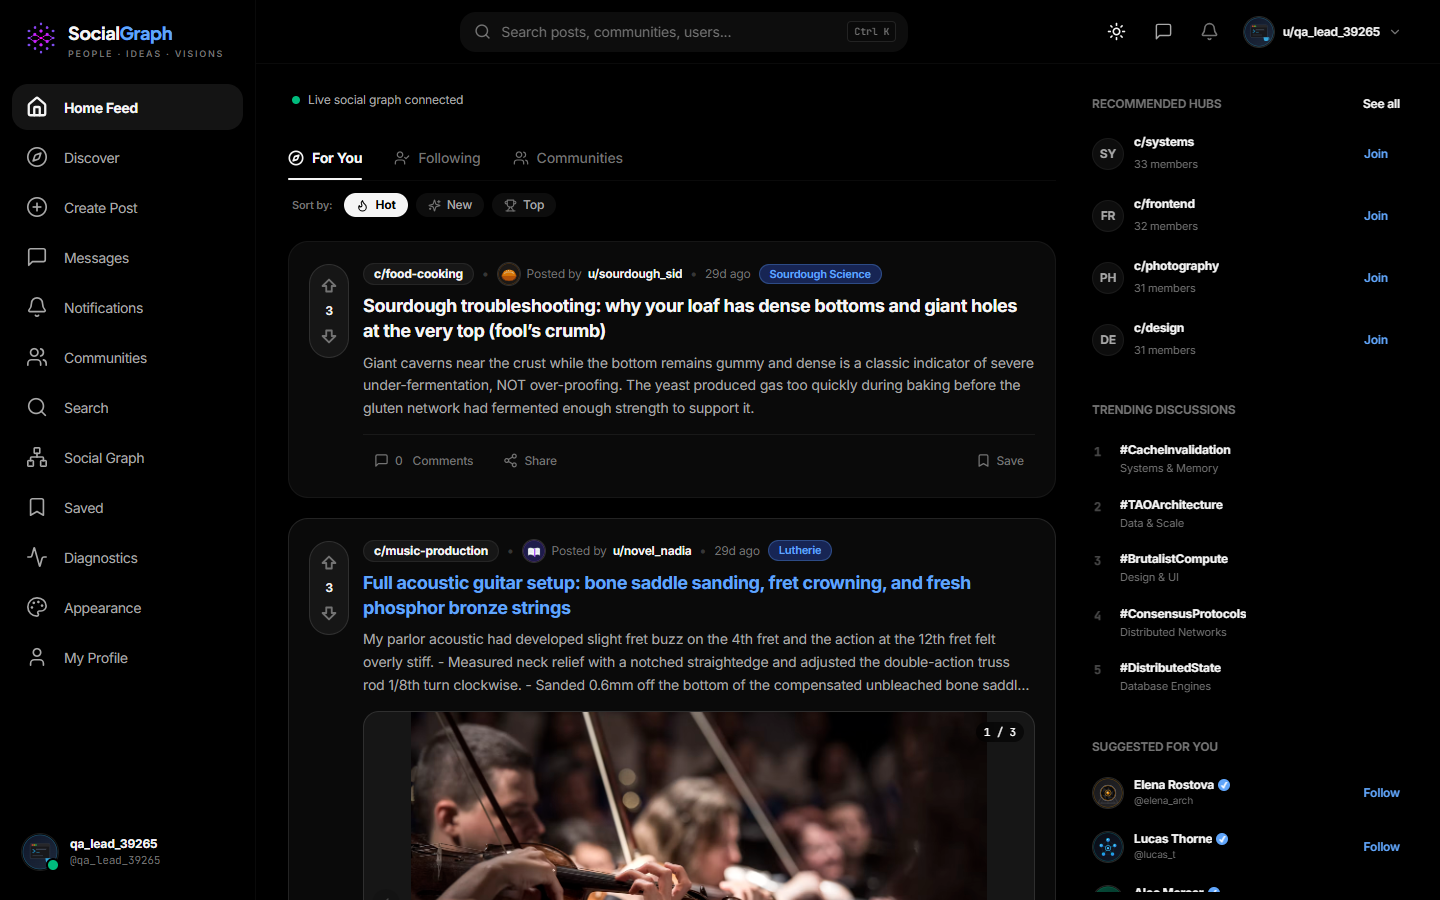 SocialGraph
PEOPLE · IDEAS · VISIONS
Home Feed
Discover
Create Post
Messages
Notifications
Communities
Search
Social Graph
Saved
Diagnostics
Appearance
My Profile
qa_lead_39265
@qa_lead_39265
Search posts, communities, users...
Ctrl K
u/qa_lead_39265
Live social graph connected
For You
Following
Communities
Sort by:
Hot
New
Top
c/food-cooking • Posted by u/sourdough_sid • 29d ago Sourdough Science
3
Sourdough troubleshooting: why your loaf has dense bottoms and giant holes
at the very top (fool's crumb)
Giant caverns near the crust while the bottom remains gummy and dense is a classic indicator of severe
under-fermentation, NOT over-proofing. The yeast produced gas too quickly during baking before the
gluten network had fermented enough strength to support it.
0 Comments
Share
Save
c/music-production • Posted by u/novel_nadia • 29d ago Lutherie
3
Full acoustic guitar setup: bone saddle sanding, fret crowning, and fresh
phosphor bronze strings
My parlor acoustic had developed slight fret buzz on the 4th fret and the action at the 12th fret felt
overly stiff. - Measured neck relief with a notched straightedge and adjusted the double-action truss
rod 1/8th turn clockwise. - Sanded 0.6mm off the bottom of the compensated unbleached bone saddl...
1 / 3
RECOMMENDED HUBS
See all
SY
c/systems
33 members
Join
FR
c/frontend
32 members
Join
PH
c/photography
31 members
Join
DE
c/design
31 members
Join
TRENDING DISCUSSIONS
1
#CacheInvalidation
Systems & Memory
2
#TAOArchitecture
Data & Scale
3
#BrutalistCompute
Design & UI
4
#ConsensusProtocols
Distributed Networks
5
#DistributedState
Database Engines
SUGGESTED FOR YOU
Elena Rostova
@elena_arch
Follow
Lucas Thorne
@lucas_t
Follow